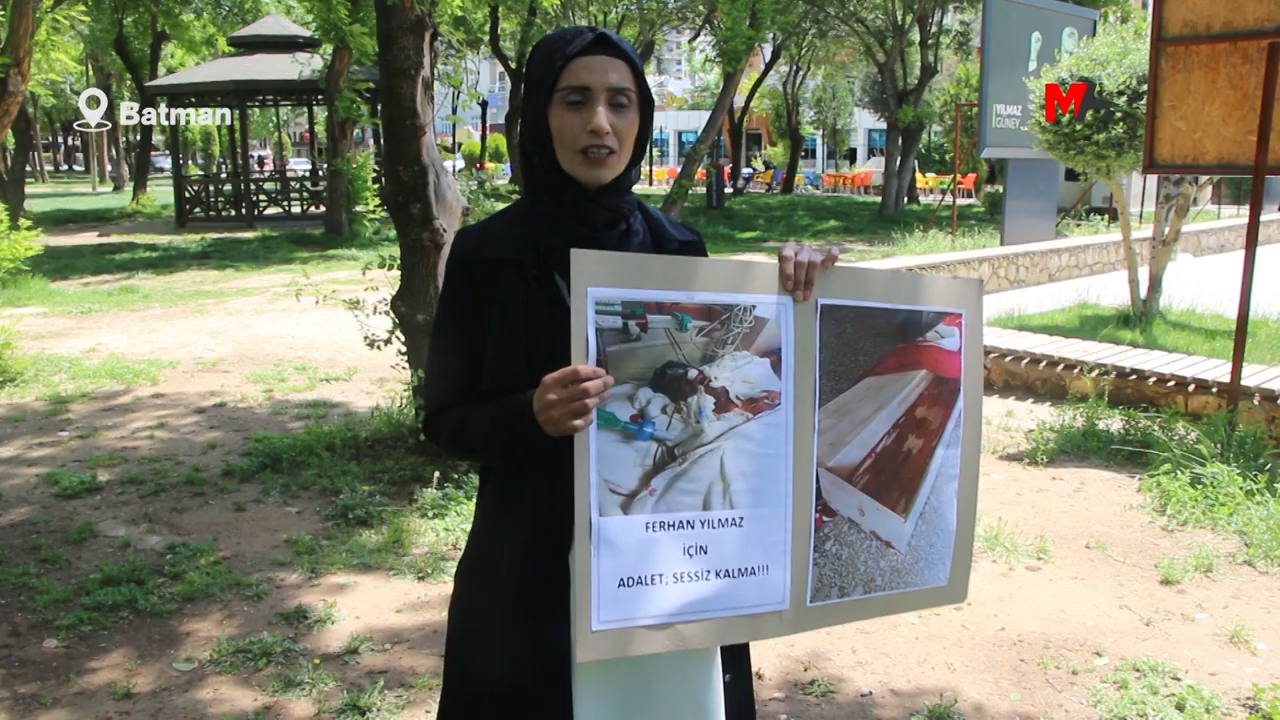 Batman
YILMAZ
GÜNEY
M
FERHAN YILMAZ
İÇİN
ADALET; SESSİZ KALMA!!!